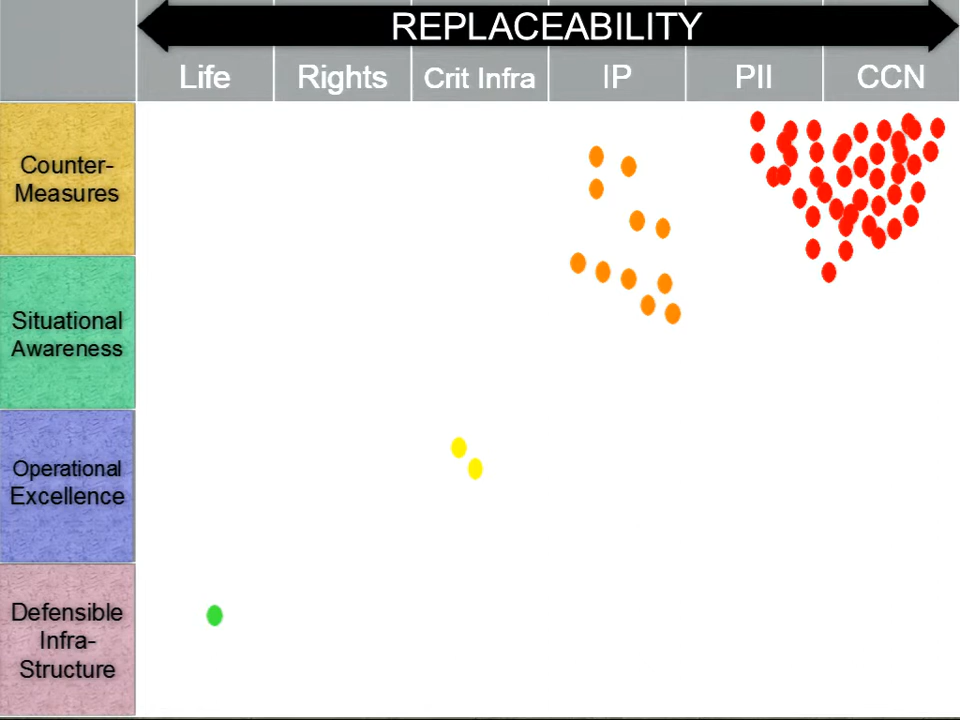 REPLACEABILITY
Life
Rights
Crit Infra
IP
PII
CCN
Counter-
Measures
Situational
Awareness
Operational
Excellence
Defensible
Infra-
Structure